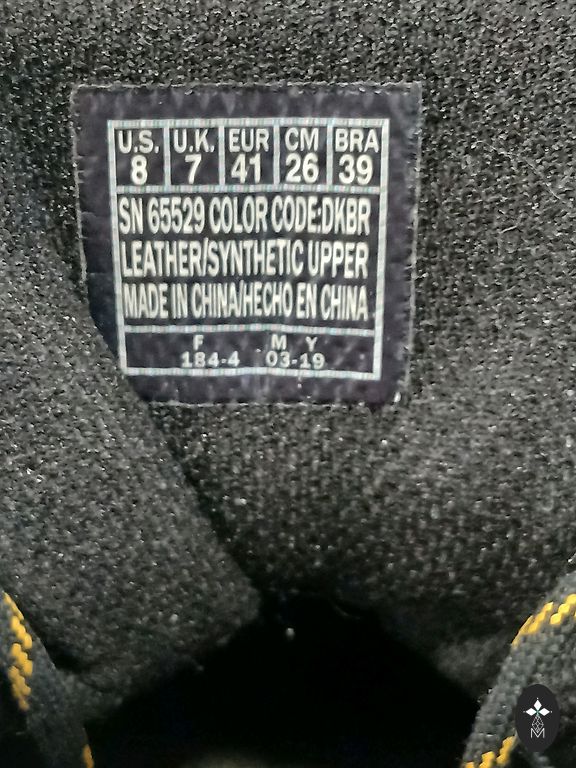 U.S. U.K. EUR CM BRA
8 7 41 26 39
SN 65529 COLOR CODE:DKBR
LEATHER/SYNTHETIC UPPER
MADE IN CHINA/HECHO EN CHINA
F M Y
184-4 03-19
M